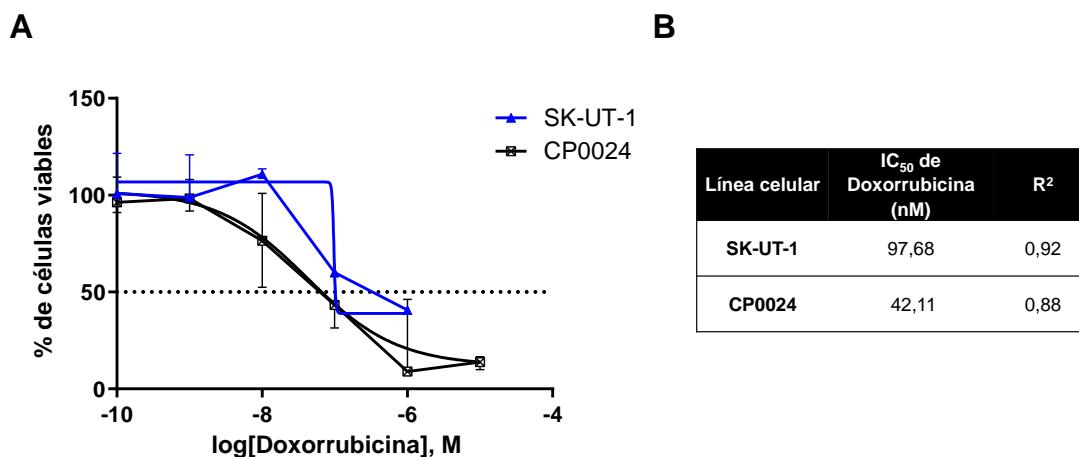 A
B
150
100
50
0
% de células viables
-10
-8
-6
-4
log[Doxorrubicina], M
SK-UT-1
CP0024
Línea celular
IC50 de
Doxorrubicina
(nM)
R²
SK-UT-1
97,68
0,92
CP0024
42,11
0,88